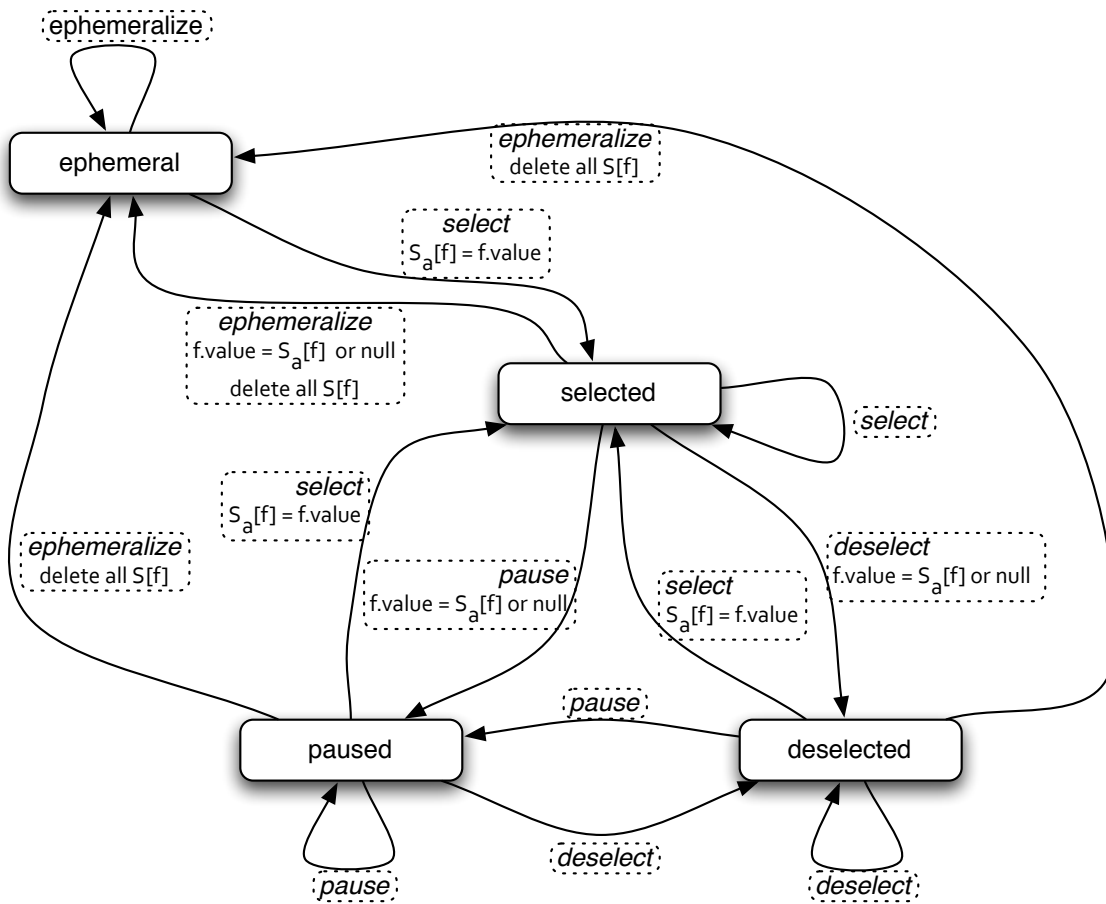 ephemeralize
ephemeral
ephemeralize
delete all S[f]
select
Sa[f] = f.value
ephemeralize
f.value = Sa[f] or null
delete all S[f]
selected
select
select
Sa[f] = f.value
ephemeralize
delete all S[f]
pause
f.value = Sa[f] or null
select
Sa[f] = f.value
deselect
f.value = Sa[f] or null
pause
paused
deselected
deselect
pause
deselect